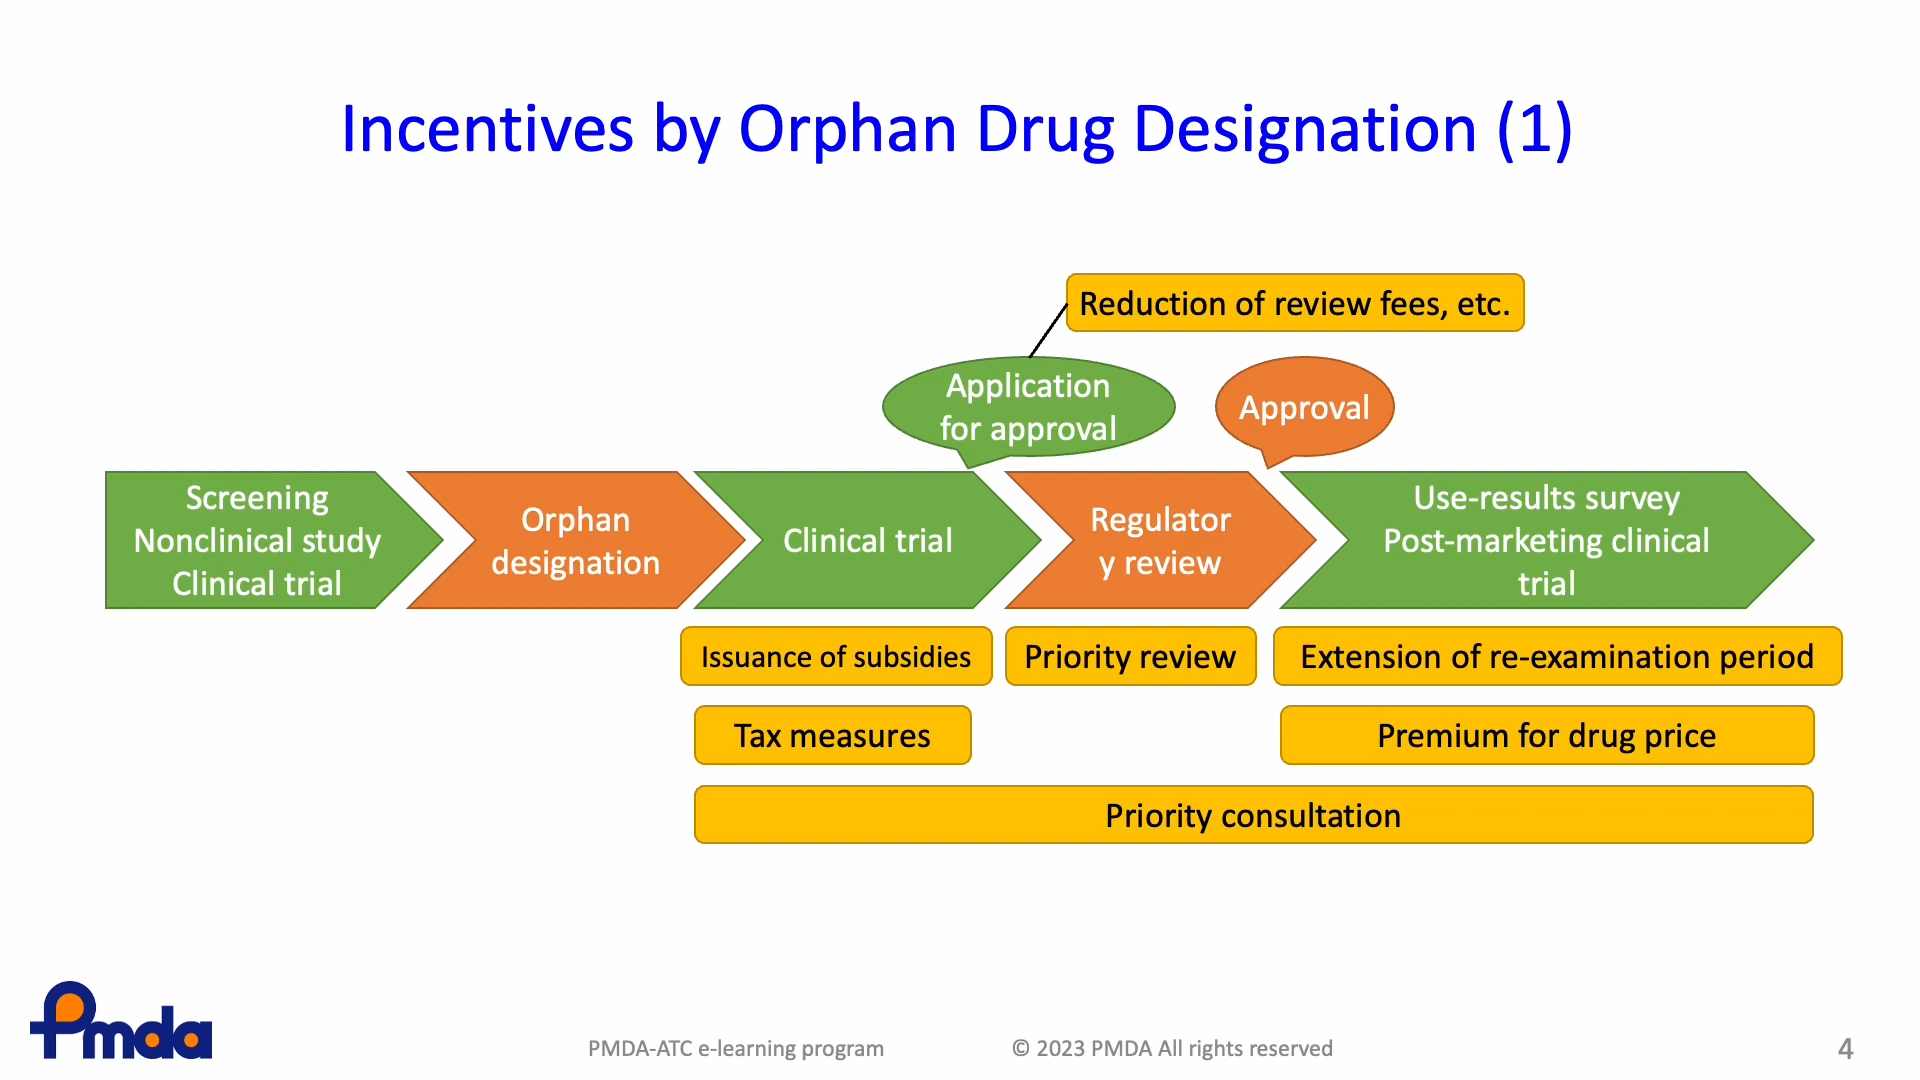 Incentives by Orphan Drug Designation (1)
Reduction of review fees, etc.
Application
for approval
Approval
Screening
Nonclinical study
Clinical trial
Orphan
designation
Clinical trial
Regulator
y review
Use-results survey
Post-marketing clinical
trial
Issuance of subsidies
Priority review
Extension of re-examination period
Tax measures
Premium for drug price
Priority consultation
Pmda
PMDA-ATC e-learning program
© 2023 PMDA All rights reserved
4